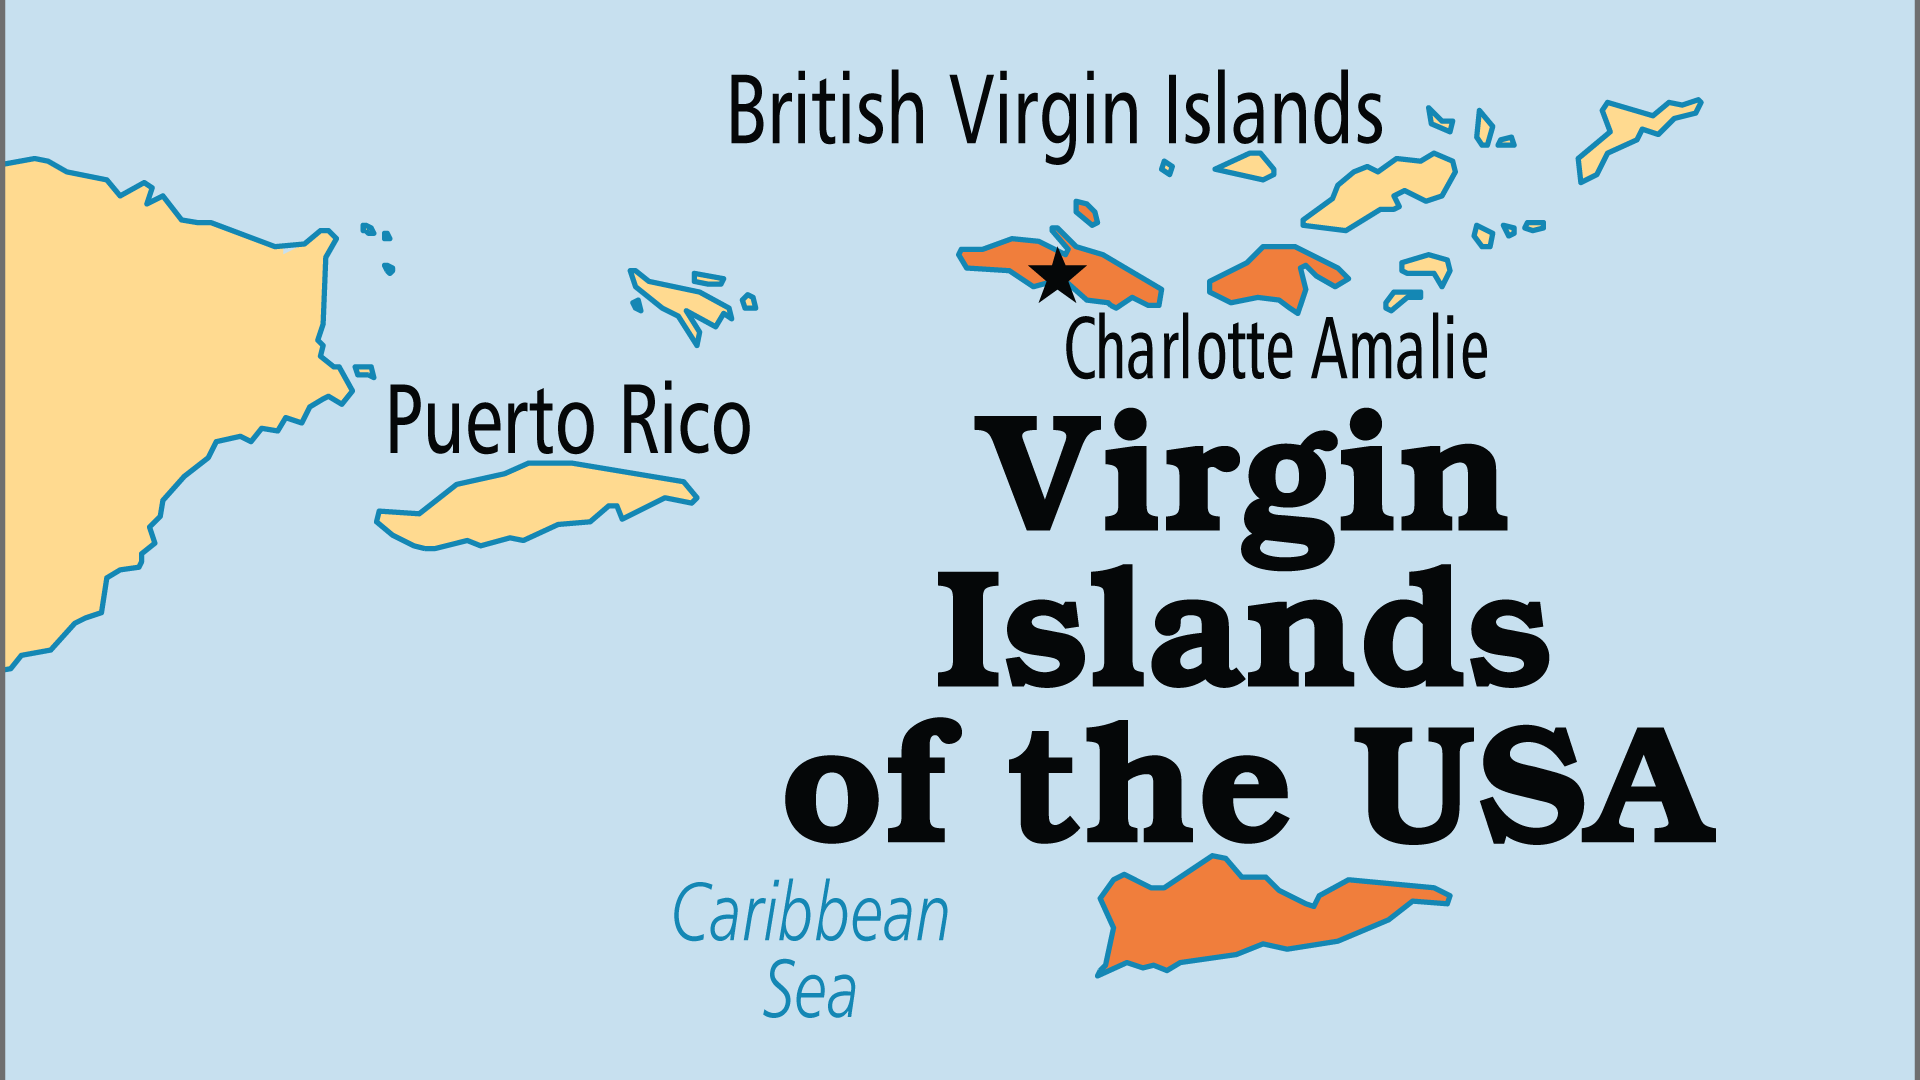 British Virgin Islands
Charlotte Amalie
Puerto Rico
Virgin
Islands
of the USA
Caribbean
Sea